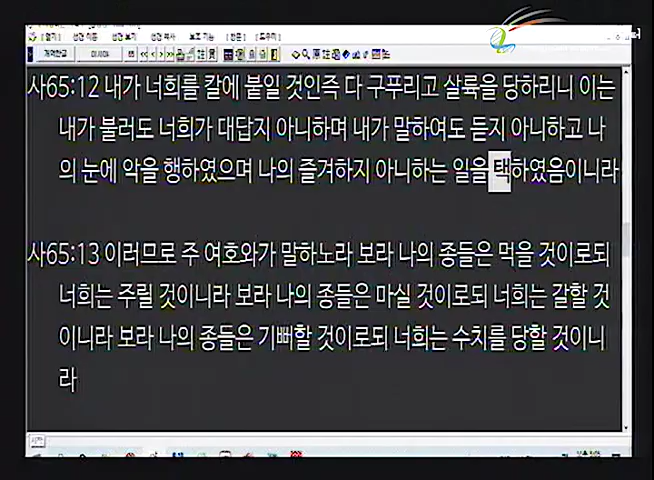 개역한글
사65:12 내가 너희를 칼에 붙일 것인즉 다 구푸리고 살륙을 당하리니 이는
내가 불러도 너희가 대답지 아니하며 내가 말하여도 듣지 아니하고 나
의 눈에 악을 행하였으며 나의 즐겨하지 아니하는 일을 택하였음이니라
사65:13 이러므로 주 여호와가 말하노라 보라 나의 종들은 먹을 것이로되
너희는 주릴 것이니라 보라 나의 종들은 마실 것이로되 너희는 갈할 것
이니라 보라 나의 종들은 기뻐할 것이로되 너희는 수치를 당할 것이니
라